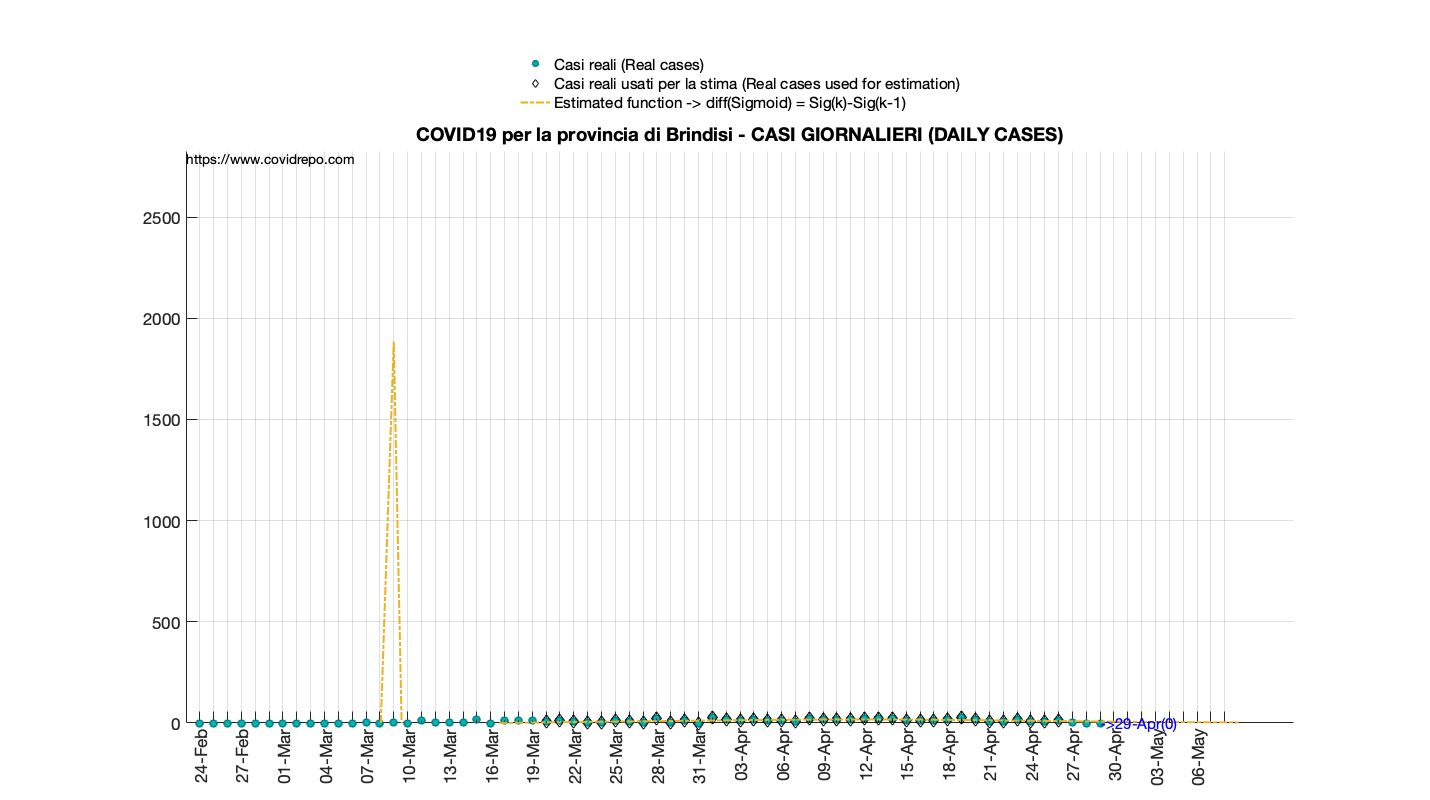 Casi reali (Real cases)
Casi reali usati per la stima (Real cases used for estimation)
Estimated function -> diff(Sigmoid) = Sig(k)-Sig(k-1)
COVID19 per la provincia di Brindisi - CASI GIORNALIERI (DAILY CASES)
https://www.covidrepo.com
2500
2000
1500
1000
500
0
->29-Apr(0)
24-Feb
27-Feb
01-Mar
04-Mar
07-Mar
10-Mar
13-Mar
16-Mar
19-Mar
22-Mar
25-Mar
28-Mar
31-Mar
03-Apr
06-Apr
09-Apr
12-Apr
15-Apr
18-Apr
21-Apr
24-Apr
27-Apr
30-Apr
03-May
06-May